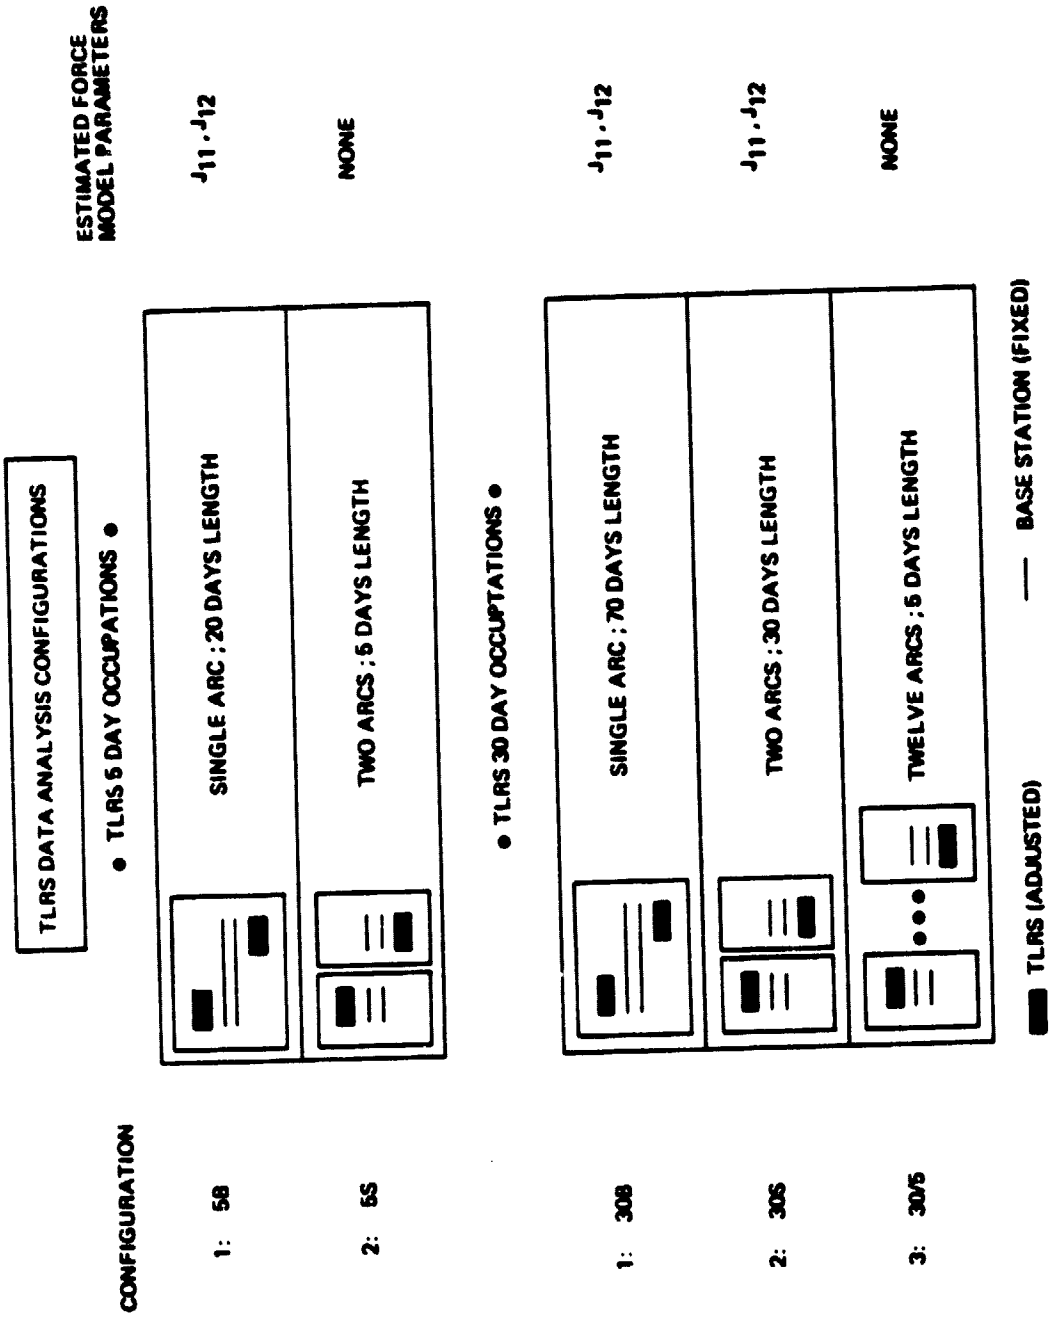 TLRS DATA ANALYSIS CONFIGURATIONS
CONFIGURATION
ESTIMATED FORCE
MODEL PARAMETERS
● TLRS 5 DAY OCCUPATIONS ●
1: 5B SINGLE ARC ; 20 DAYS LENGTH J11 , J12
2: 5S TWO ARCS ; 5 DAYS LENGTH NONE
● TLRS 30 DAY OCCUPTATIONS ●
1: 30B SINGLE ARC ; 70 DAYS LENGTH J11 , J12
2: 30S TWO ARCS ; 30 DAYS LENGTH J11 , J12
3: 30/5 TWELVE ARCS ; 5 DAYS LENGTH NONE
TLRS (ADJUSTED) — BASE STATION (FIXED)